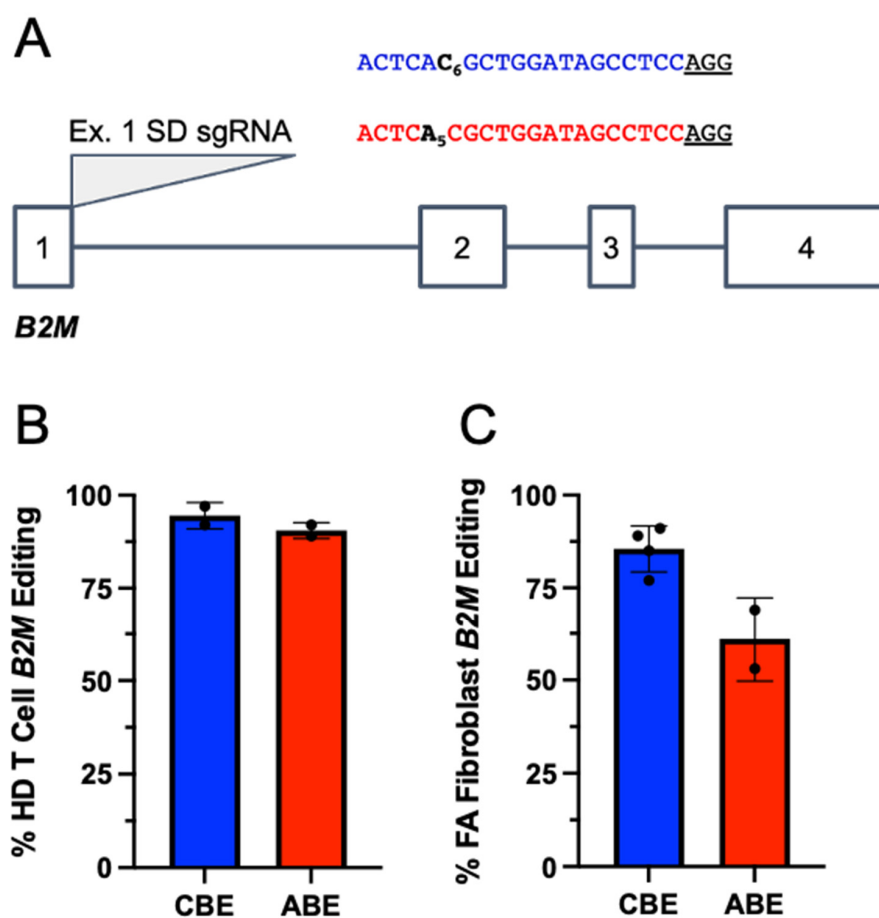 A
ACTCAC6GCTGGATAGCCTCCAGG
Ex. 1 SD sgRNA
ACTCA5CGCTGGATAGCCTCCAGG
1
2
3
4
B2M
B
% HD T Cell B2M Editing
100
75
50
25
0
CBE
ABE
C
% FA Fibroblast B2M Editing
100
75
50
25
0
CBE
ABE